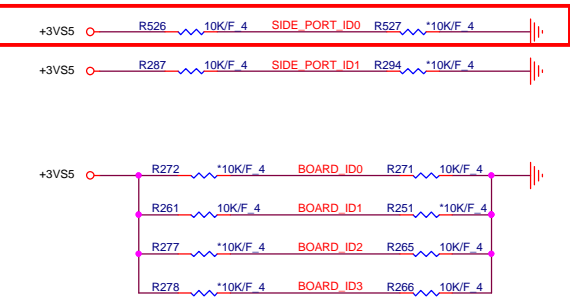 +3VS5 R526 10K/F_4 SIDE_PORT_ID0 R527 *10K/F_4
+3VS5 R287 10K/F_4 SIDE_PORT_ID1 R294 *10K/F_4
+3VS5 R272 *10K/F_4 BOARD_ID0 R271 10K/F_4
R261 10K/F_4 BOARD_ID1 R251 *10K/F_4
R277 *10K/F_4 BOARD_ID2 R265 10K/F_4
R278 *10K/F_4 BOARD_ID3 R266 10K/F_4